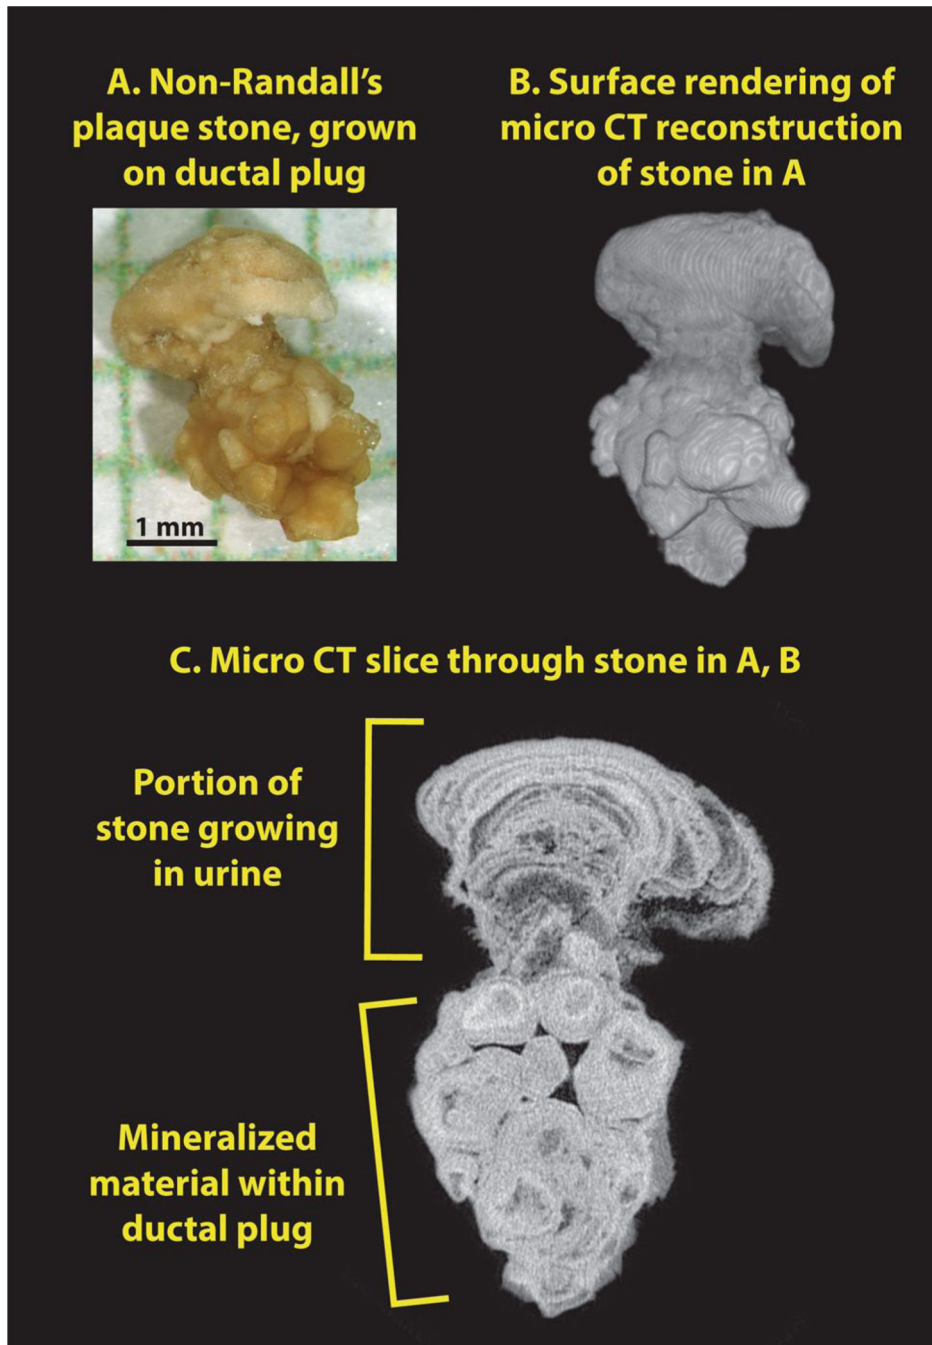 A. Non-Randall’s
plaque stone, grown
on ductal plug
B. Surface rendering of
micro CT reconstruction
of stone in A
1 mm
C. Micro CT slice through stone in A, B
Portion of
stone growing
in urine
Mineralized
material within
ductal plug